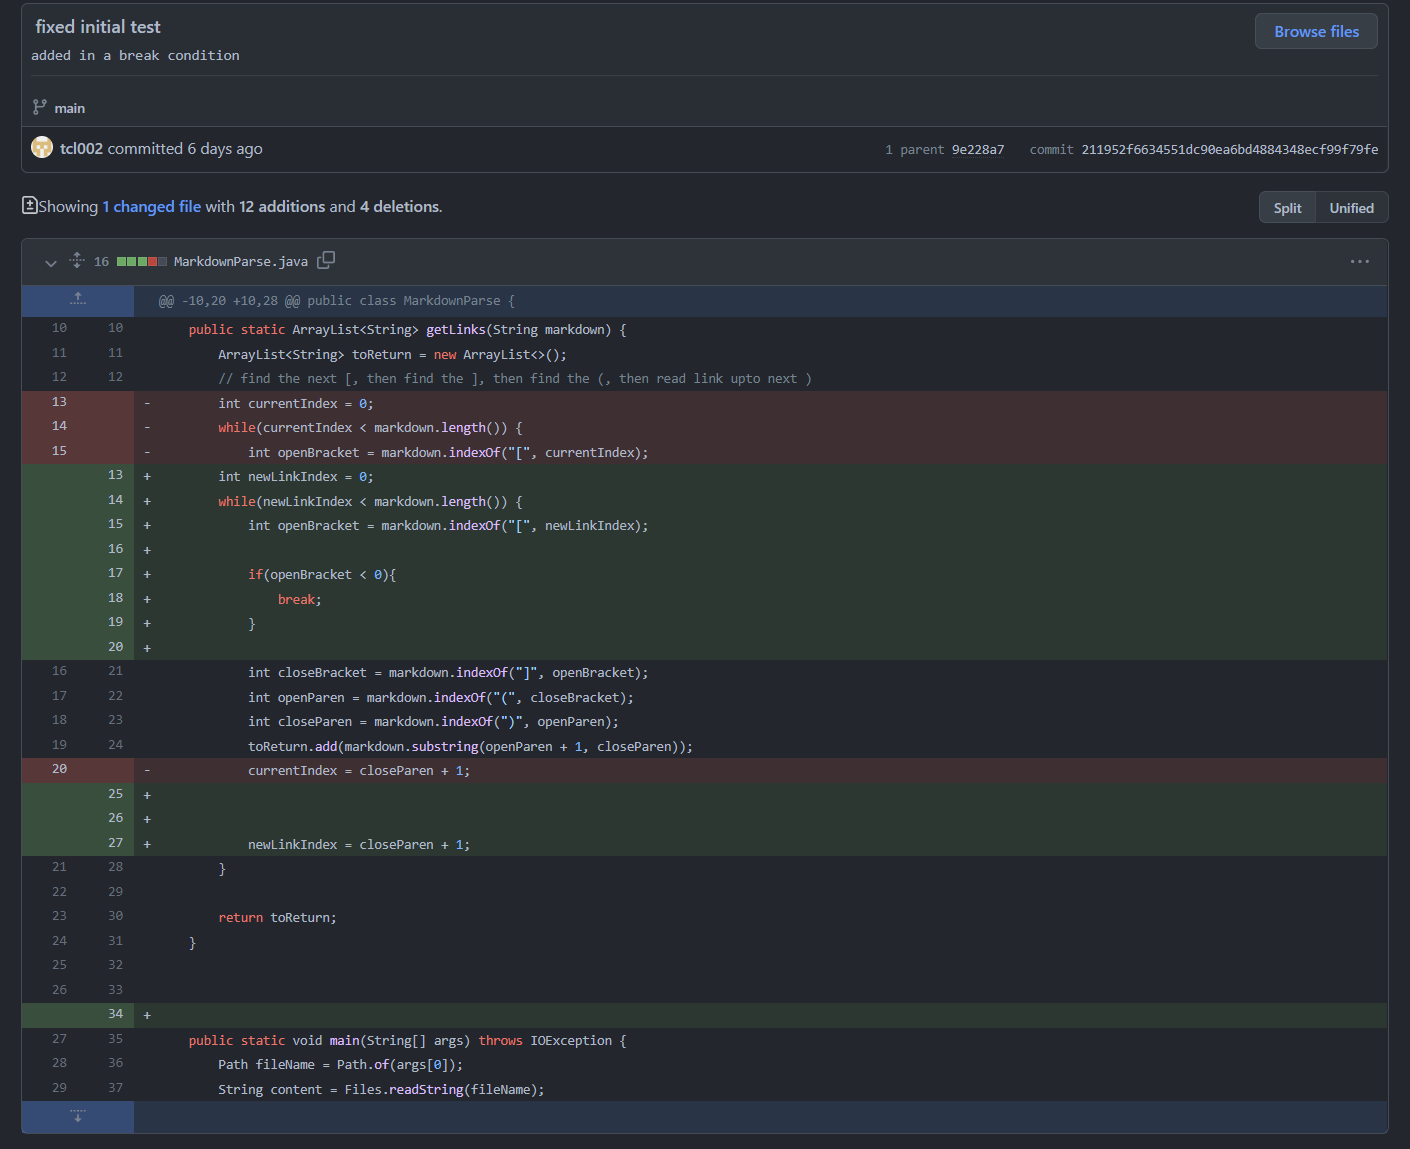 fixed initial test
Browse files
added in a break condition
main
tcl002 committed 6 days ago
1 parent 9e228a7 commit 211952f6634551dc90ea6bd4884348ecf99f79fe
Showing 1 changed file with 12 additions and 4 deletions.
Split Unified
16 MarkdownParse.java
@@ -10,20 +10,28 @@ public class MarkdownParse {
10 10 public static ArrayList<String> getLinks(String markdown) {
11 11 ArrayList<String> toReturn = new ArrayList<>();
12 12 // find the next [, then find the ], then find the (, then read link upto next )
13 - int currentIndex = 0;
14 - while(currentIndex < markdown.length()) {
15 - int openBracket = markdown.indexOf("[", currentIndex);
13 + int newLinkIndex = 0;
14 + while(newLinkIndex < markdown.length()) {
15 + int openBracket = markdown.indexOf("[", newLinkIndex);
16 +
17 + if(openBracket < 0){
18 + break;
19 + }
20 +
16 21 int closeBracket = markdown.indexOf("]", openBracket);
17 22 int openParen = markdown.indexOf("(", closeBracket);
18 23 int closeParen = markdown.indexOf(")", openParen);
19 24 toReturn.add(markdown.substring(openParen + 1, closeParen));
20 - currentIndex = closeParen + 1;
25 +
26 +
27 + newLinkIndex = closeParen + 1;
21 28 }
22 29
23 30 return toReturn;
24 31 }
25 32
26 33
34 +
27 35 public static void main(String[] args) throws IOException {
28 36 Path fileName = Path.of(args[0]);
29 37 String content = Files.readString(fileName);